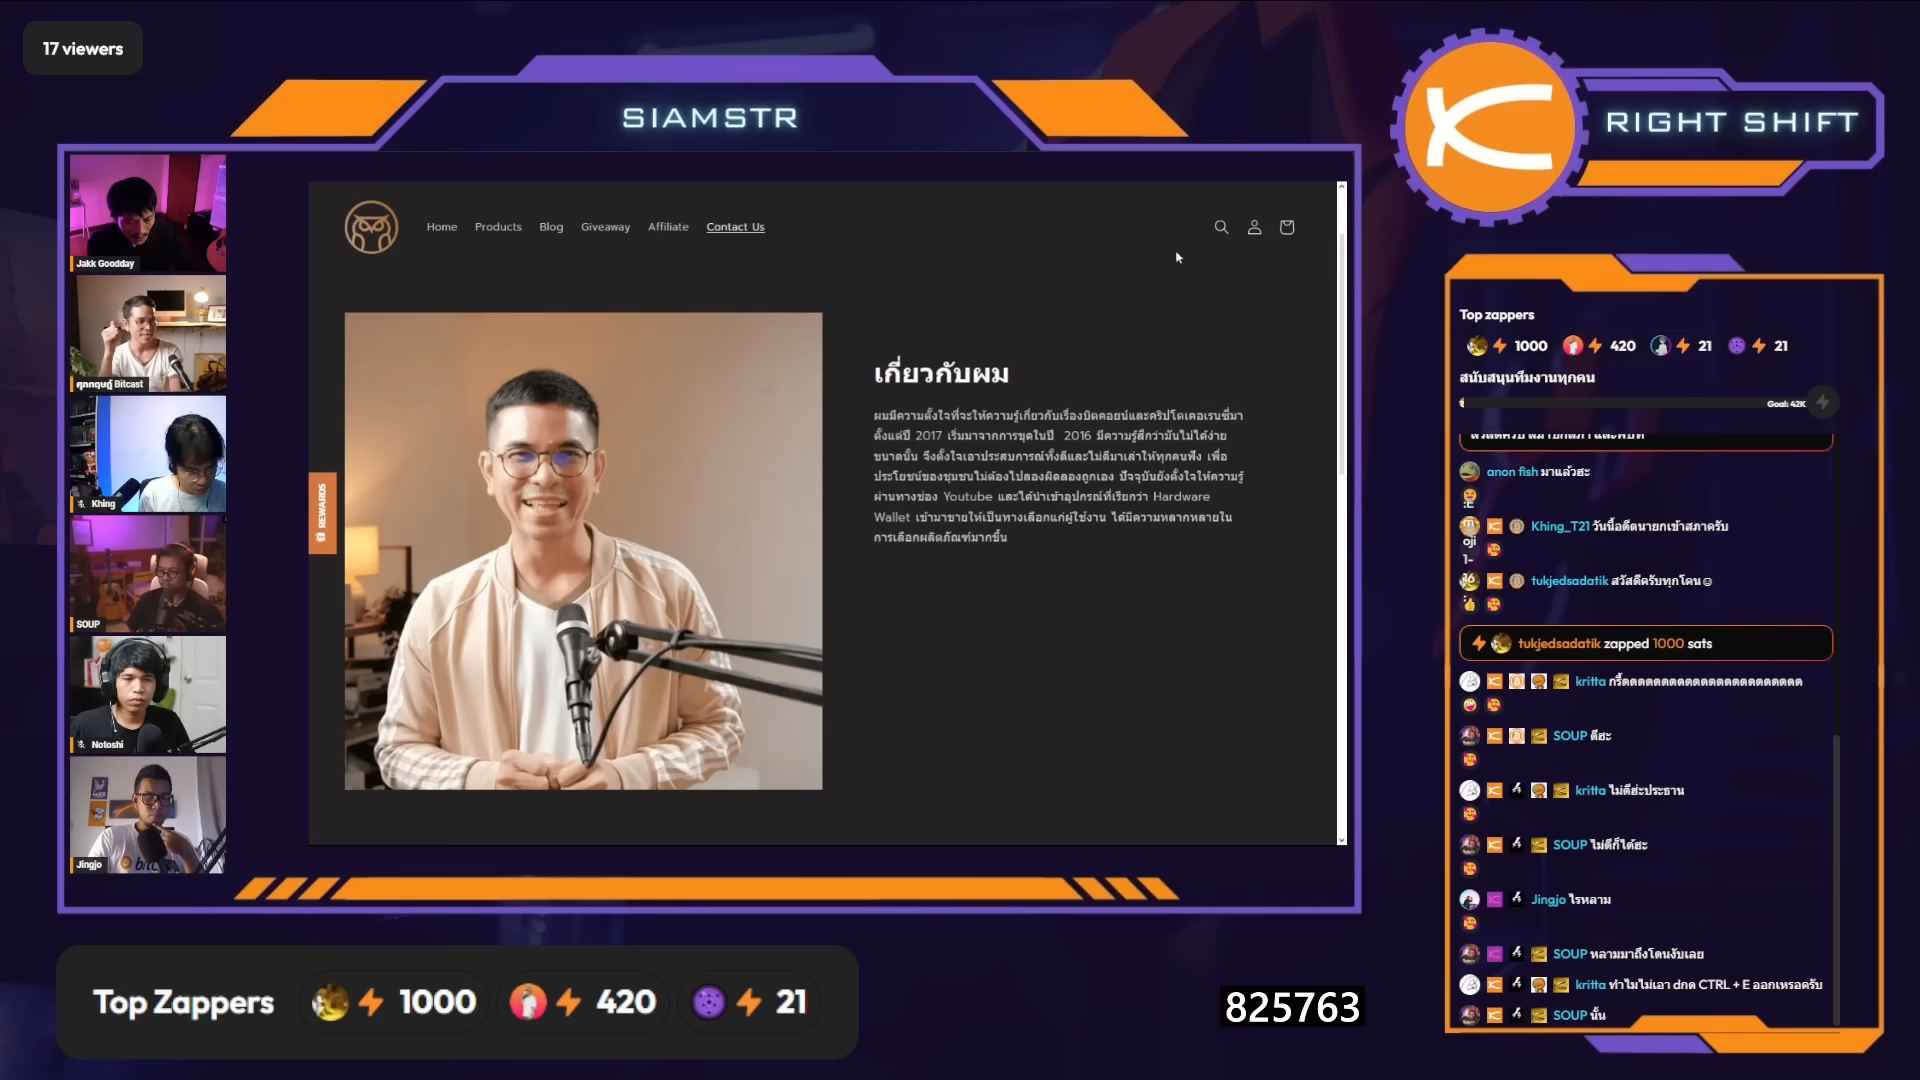 17 viewers
SIAMSTR
RIGHT SHIFT
Jakk Goodday
ศุภกฤษฎ์ Bitcast
Khing
SOUP
Notoshi
Jingjo
Home Products Blog Giveaway Affiliate Contact Us
REWARDS
เกี่ยวกับผม
ผมมีความตั้งใจที่จะให้ความรู้เกี่ยวกับเรื่องบิตคอยน์และคริปโตเคอเรนซี่มา
ตั้งแต่ปี 2017 เริ่มมาจากการขุดในปี 2016 มีความรู้สึกว่ามันไม่ได้ง่าย
ขนาดนั้น จึงตั้งใจเอาประสบการณ์ทั้งดีและไม่ดีมาเล่าให้ทุกคนฟัง เพื่อ
ประโยชน์ของชุมชนไม่ต้องไปลองผิดลองถูกเอง ปัจจุบันยังตั้งใจให้ความรู้
ผ่านทางช่อง Youtube และได้นำเข้าอุปกรณ์ที่เรียกว่า Hardware
Wallet เข้ามาขายให้เป็นทางเลือกแก่ผู้ใช้งาน ได้มีความหลากหลายใน
การเลือกผลิตภัณฑ์มากขึ้น
Top zappers
1000 420 21 21
สนับสนุนทีมงานทุกคน
Goal: 42K
anon fish มาแล้วฮะ
Khing_T21 วันนี้อดีตนายกเข้าสภาครับ
tukjedsadatik สวัสดีครับทุกโคน☺
tukjedsadatik zapped 1000 sats
kritta กรี้ดดดดดดดดดดดดดดดดดดดดดดด
SOUP ดีฮะ
kritta ไม่ดีฮ่ะประธาน
SOUP ไม่ดีก็ได้ฮะ
Jingjo ไรหลาม
SOUP หลามมาถึงโดนงับเลย
kritta ทำไมไม่เอา dกด CTRL + E ออกเหรอครับ
SOUP นั้น
Top Zappers 1000 420 21
825763